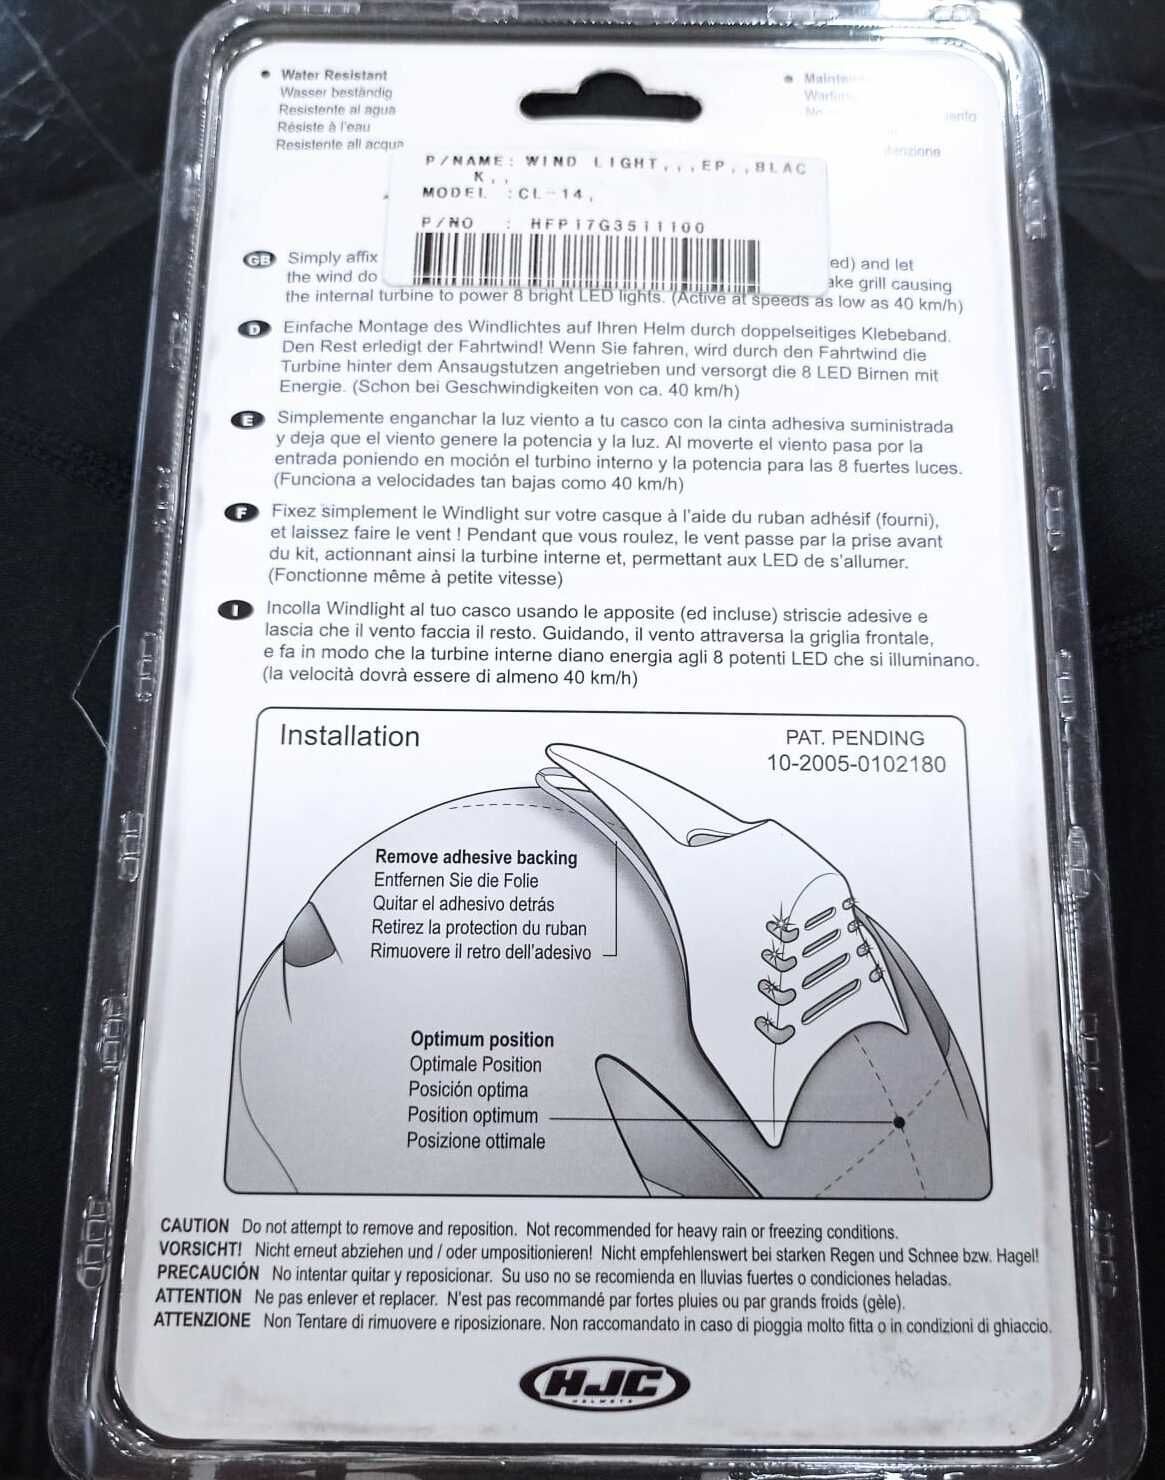 Water Resistant
Wasser beständig
Resistente al agua
Résiste à l'eau
Resistente all acqua
P/NAME: WIND LIGHT,,,EP,,BLAC
K,,
MODEL :CL-14,
P/NO : HFP17G3511100
GB Simply affix ed) and let
the wind do ake grill causing
the internal turbine to power 8 bright LED lights. (Active at speeds as low as 40 km/h)
D Einfache Montage des Windlichtes auf Ihren Helm durch doppelseitiges Klebeband.
Den Rest erledigt der Fahrtwind! Wenn Sie fahren, wird durch den Fahrtwind die
Turbine hinter dem Ansaugstutzen angetrieben und versorgt die 8 LED Birnen mit
Energie. (Schon bei Geschwindigkeiten von ca. 40 km/h)
E Simplemente enganchar la luz viento a tu casco con la cinta adhesiva suministrada
y deja que el viento genere la potencia y la luz. Al moverte el viento pasa por la
entrada poniendo en moción el turbino interno y la potencia para las 8 fuertes luces.
(Funciona a velocidades tan bajas como 40 km/h)
F Fixez simplement le Windlight sur votre casque à l'aide du ruban adhésif (fourni),
et laissez faire le vent ! Pendant que vous roulez, le vent passe par la prise avant
du kit, actionnant ainsi la turbine interne et, permettant aux LED de s'allumer.
(Fonctionne même à petite vitesse)
I Incolla Windlight al tuo casco usando le apposite (ed incluse) striscie adesive e
lascia che il vento faccia il resto. Guidando, il vento attraversa la griglia frontale,
e fa in modo che la turbine interne diano energia agli 8 potenti LED che si illuminano.
(la velocità dovrà essere di almeno 40 km/h)
Installation
PAT. PENDING
10-2005-0102180
Remove adhesive backing
Entfernen Sie die Folie
Quitar el adhesivo detrás
Retirez la protection du ruban
Rimuovere il retro dell'adesivo
Optimum position
Optimale Position
Posición optima
Position optimum
Posizione ottimale
CAUTION Do not attempt to remove and reposition. Not recommended for heavy rain or freezing conditions.
VORSICHT! Nicht erneut abziehen und / oder umpositionieren! Nicht empfehlenswert bei starken Regen und Schnee bzw. Hagel!
PRECAUCIÓN No intentar quitar y reposicionar. Su uso no se recomienda en lluvias fuertes o condiciones heladas.
ATTENTION Ne pas enlever et replacer. N'est pas recommandé par fortes pluies ou par grands froids (gèle).
ATTENZIONE Non Tentare di rimuovere e riposizionare. Non raccomandato in caso di pioggia molto fitta o in condizioni di ghiaccio.
HJC
HELMETS